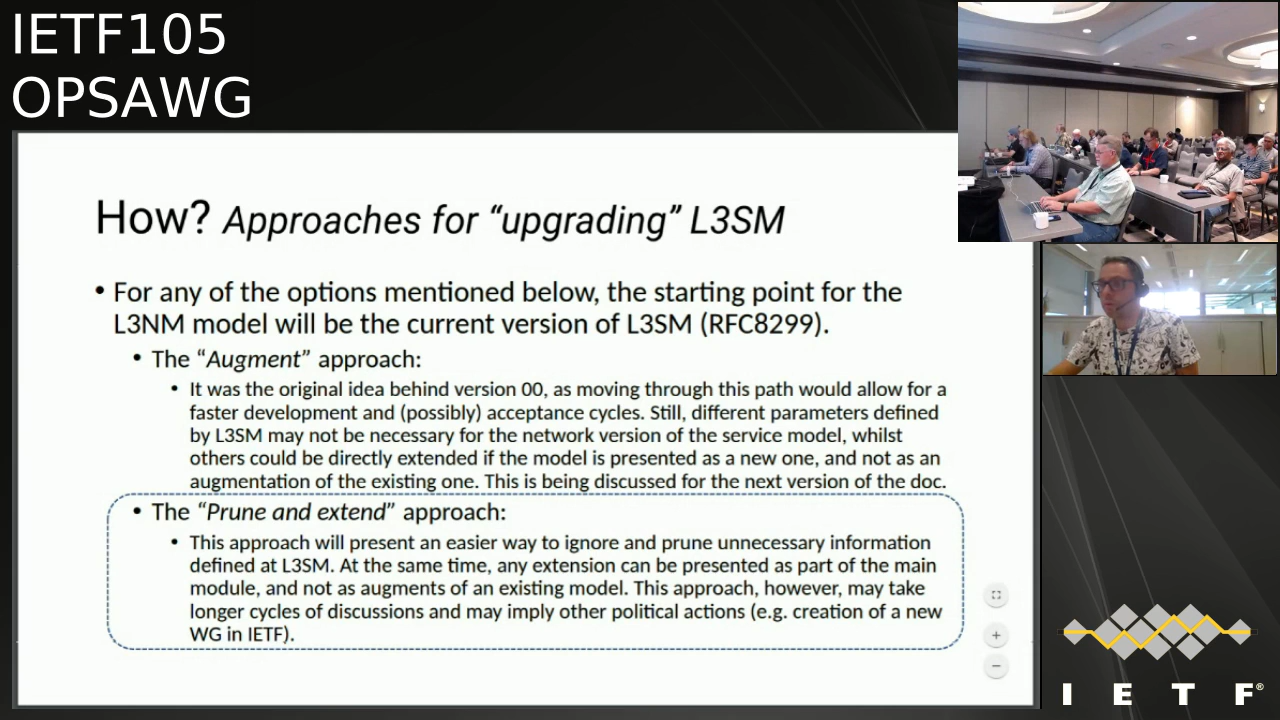 IETF105
OPSAWG
How? Approaches for “upgrading” L3SM
• For any of the options mentioned below, the starting point for the
L3NM model will be the current version of L3SM (RFC8299).
• The “Augment” approach:
• It was the original idea behind version 00, as moving through this path would allow for a
faster development and (possibly) acceptance cycles. Still, different parameters defined
by L3SM may not be necessary for the network version of the service model, whilst
others could be directly extended if the model is presented as a new one, and not as an
augmentation of the existing one. This is being discussed for the next version of the doc.
• The “Prune and extend” approach:
• This approach will present an easier way to ignore and prune unnecessary information
defined at L3SM. At the same time, any extension can be presented as part of the main
module, and not as augments of an existing model. This approach, however, may take
longer cycles of discussions and may imply other political actions (e.g. creation of a new
WG in IETF).
I E T F®